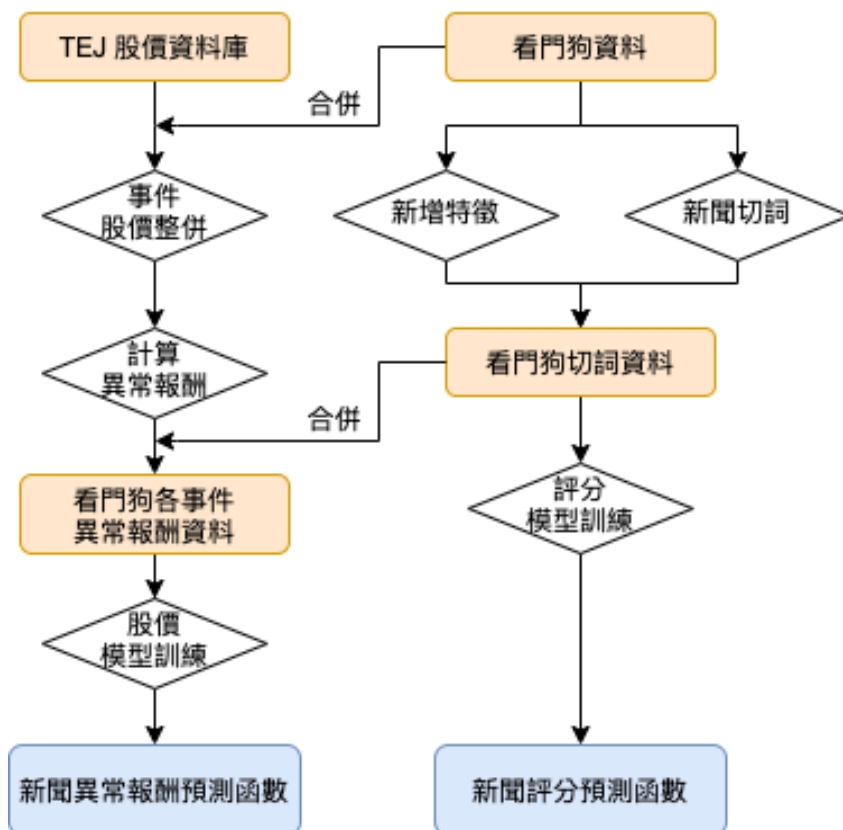 TEJ 股價資料庫
看門狗資料
合併
事件
股價整併
新增特徵
新聞切詞
計算
異常報酬
看門狗切詞資料
合併
看門狗各事件
異常報酬資料
評分
模型訓練
股價
模型訓練
新聞異常報酬預測函數
新聞評分預測函數